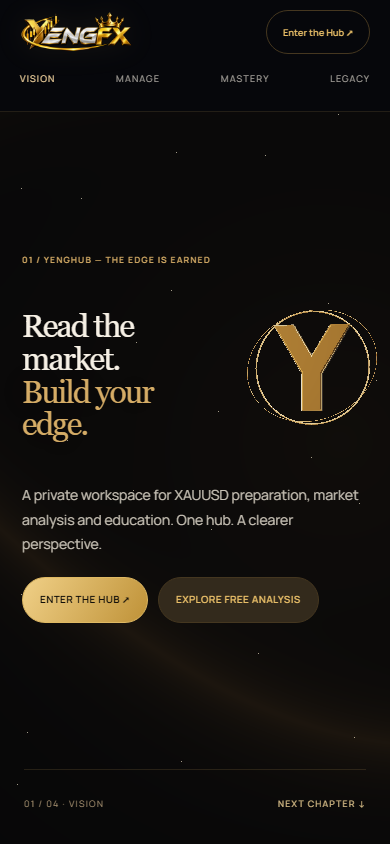 YENGFX
Enter the Hub ↗
VISION MANAGE MASTERY LEGACY
01 / YENGHUB — THE EDGE IS EARNED
Read the
market.
Build your
edge.
Y
A private workspace for XAUUSD preparation, market
analysis and education. One hub. A clearer
perspective.
ENTER THE HUB ↗ EXPLORE FREE ANALYSIS
01 / 04 · VISION NEXT CHAPTER ↓